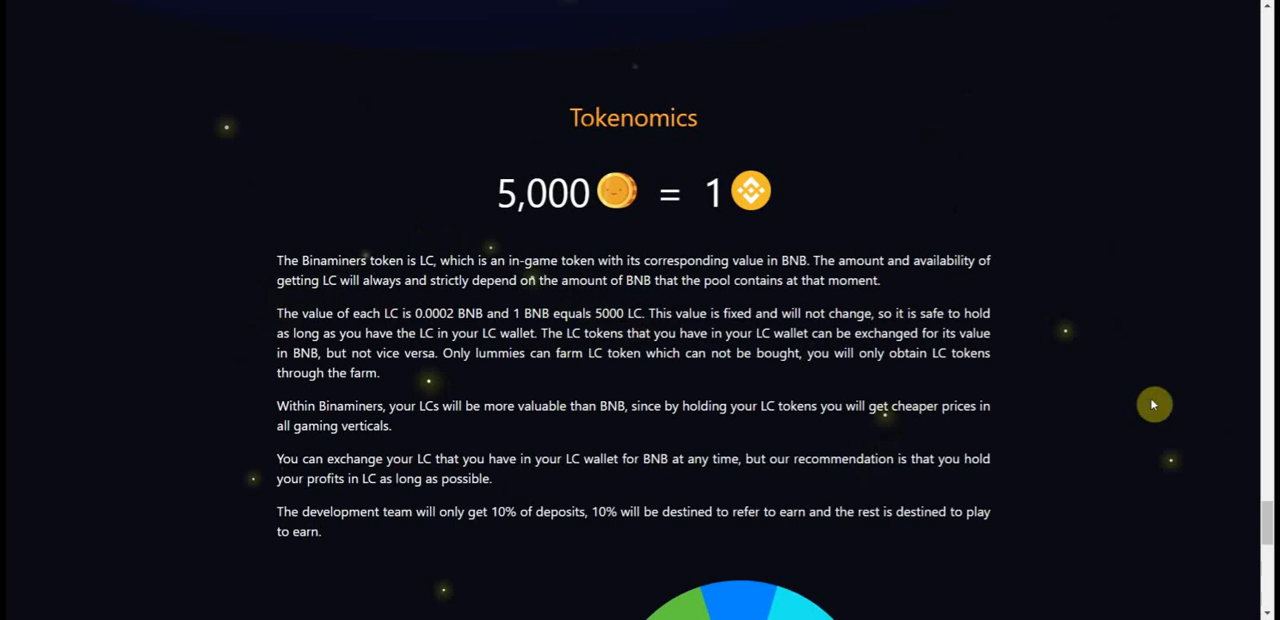 Tokenomics
5,000 = 1
The Binaminers token is LC, which is an in-game token with its corresponding value in BNB. The amount and availability of
getting LC will always and strictly depend on the amount of BNB that the pool contains at that moment.
The value of each LC is 0.0002 BNB and 1 BNB equals 5000 LC. This value is fixed and will not change, so it is safe to hold
as long as you have the LC in your LC wallet. The LC tokens that you have in your LC wallet can be exchanged for its value
in BNB, but not vice versa. Only lummies can farm LC token which can not be bought, you will only obtain LC tokens
through the farm.
Within Binaminers, your LCs will be more valuable than BNB, since by holding your LC tokens you will get cheaper prices in
all gaming verticals.
You can exchange your LC that you have in your LC wallet for BNB at any time, but our recommendation is that you hold
your profits in LC as long as possible.
The development team will only get 10% of deposits, 10% will be destined to refer to earn and the rest is destined to play
to earn.